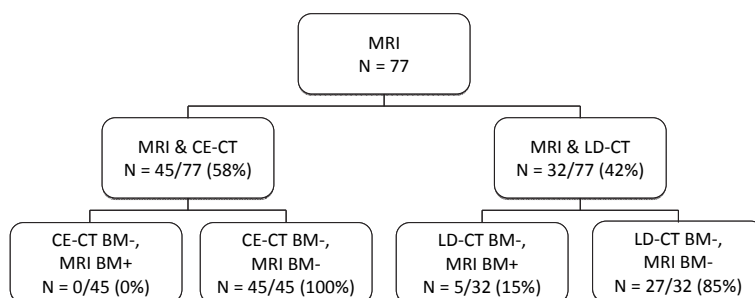 MRI
N = 77
MRI & CE-CT
N = 45/77 (58%)
MRI & LD-CT
N = 32/77 (42%)
CE-CT BM-,
MRI BM+
N = 0/45 (0%)
CE-CT BM-,
MRI BM-
N = 45/45 (100%)
LD-CT BM-,
MRI BM+
N = 5/32 (15%)
LD-CT BM-,
MRI BM-
N = 27/32 (85%)